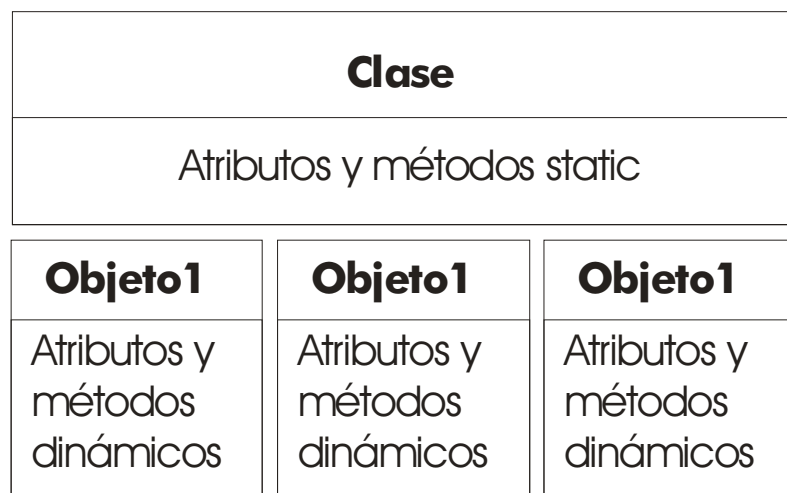 Clase
Atributos y métodos static
Objeto1
Atributos y
métodos
dinámicos
Objeto1
Atributos y
métodos
dinámicos
Objeto1
Atributos y
métodos
dinámicos